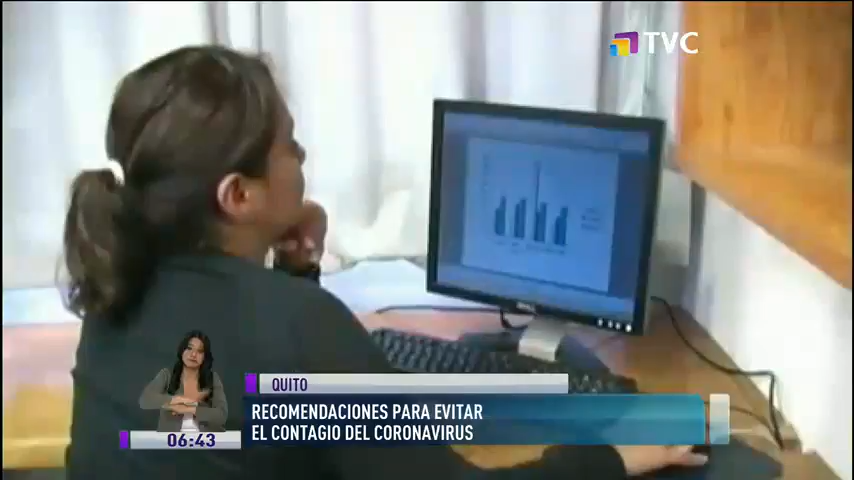 TVC
QUITO
RECOMENDACIONES PARA EVITAR
EL CONTAGIO DEL CORONAVIRUS
06:43